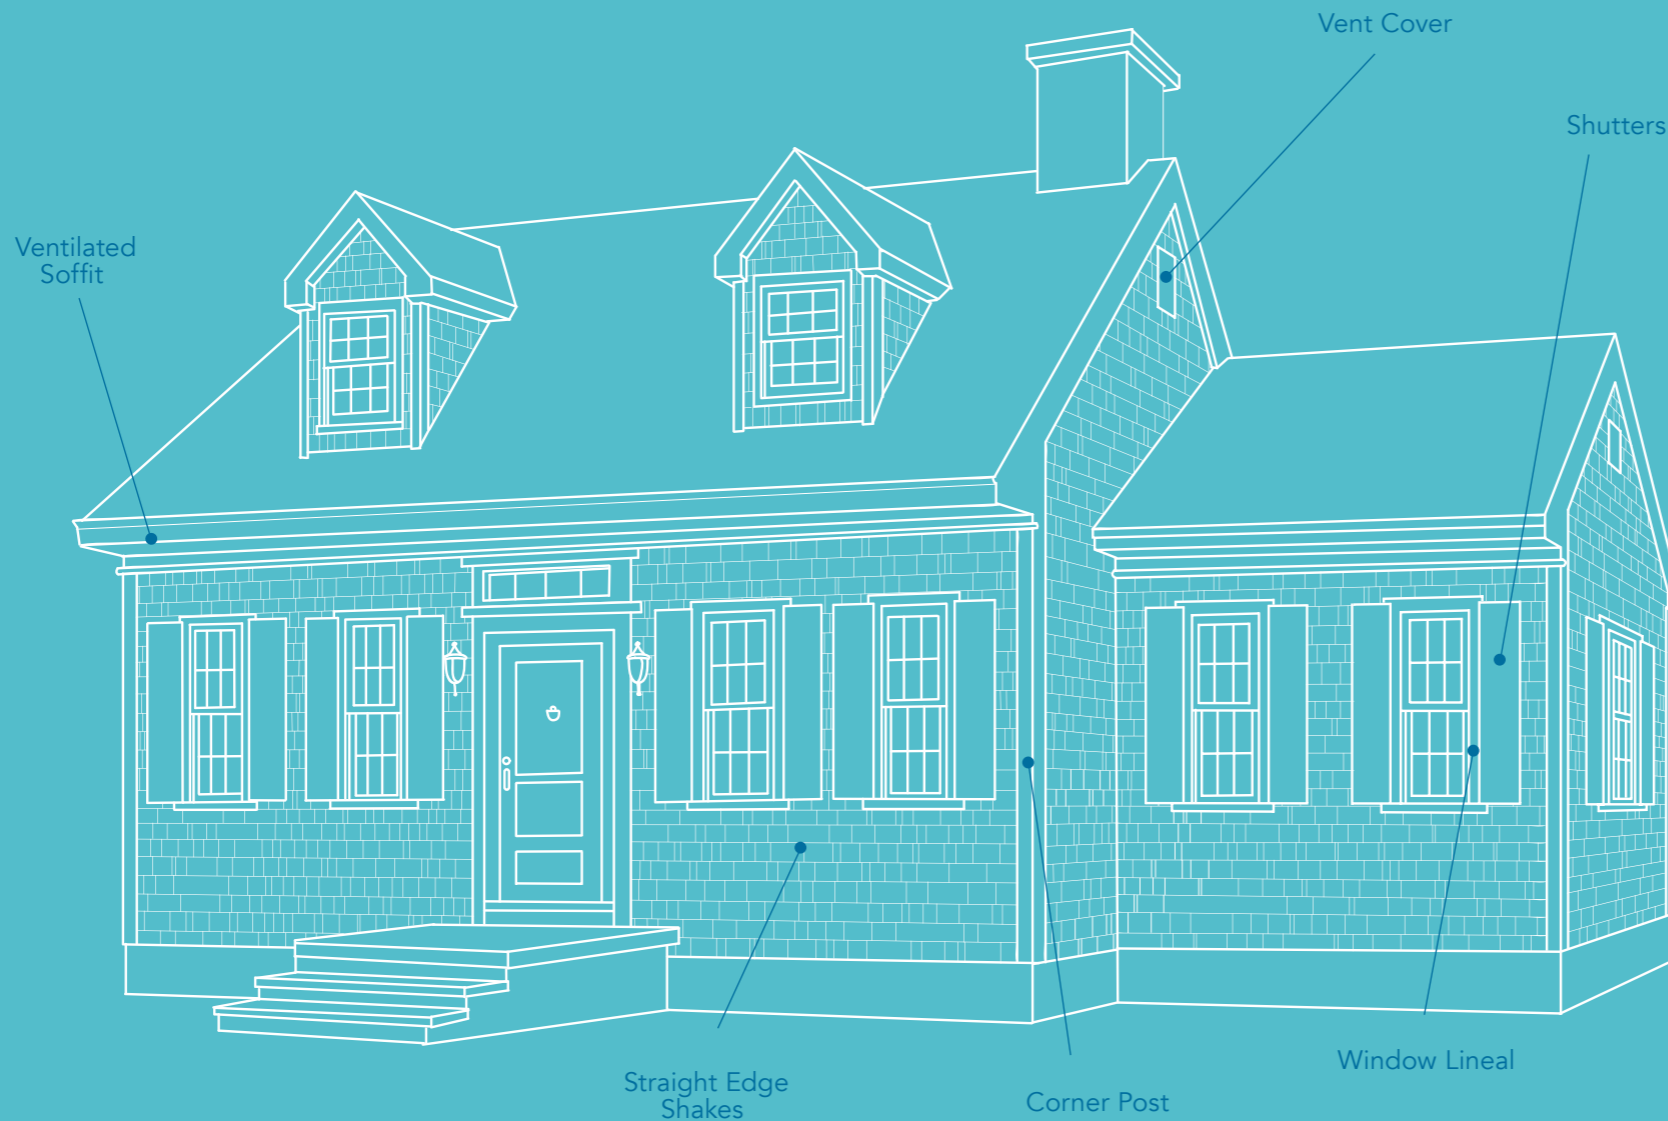 Vent Cover
Shutters
Ventilated
Soffit
Window Lineal
Straight Edge
Shakes
Corner Post